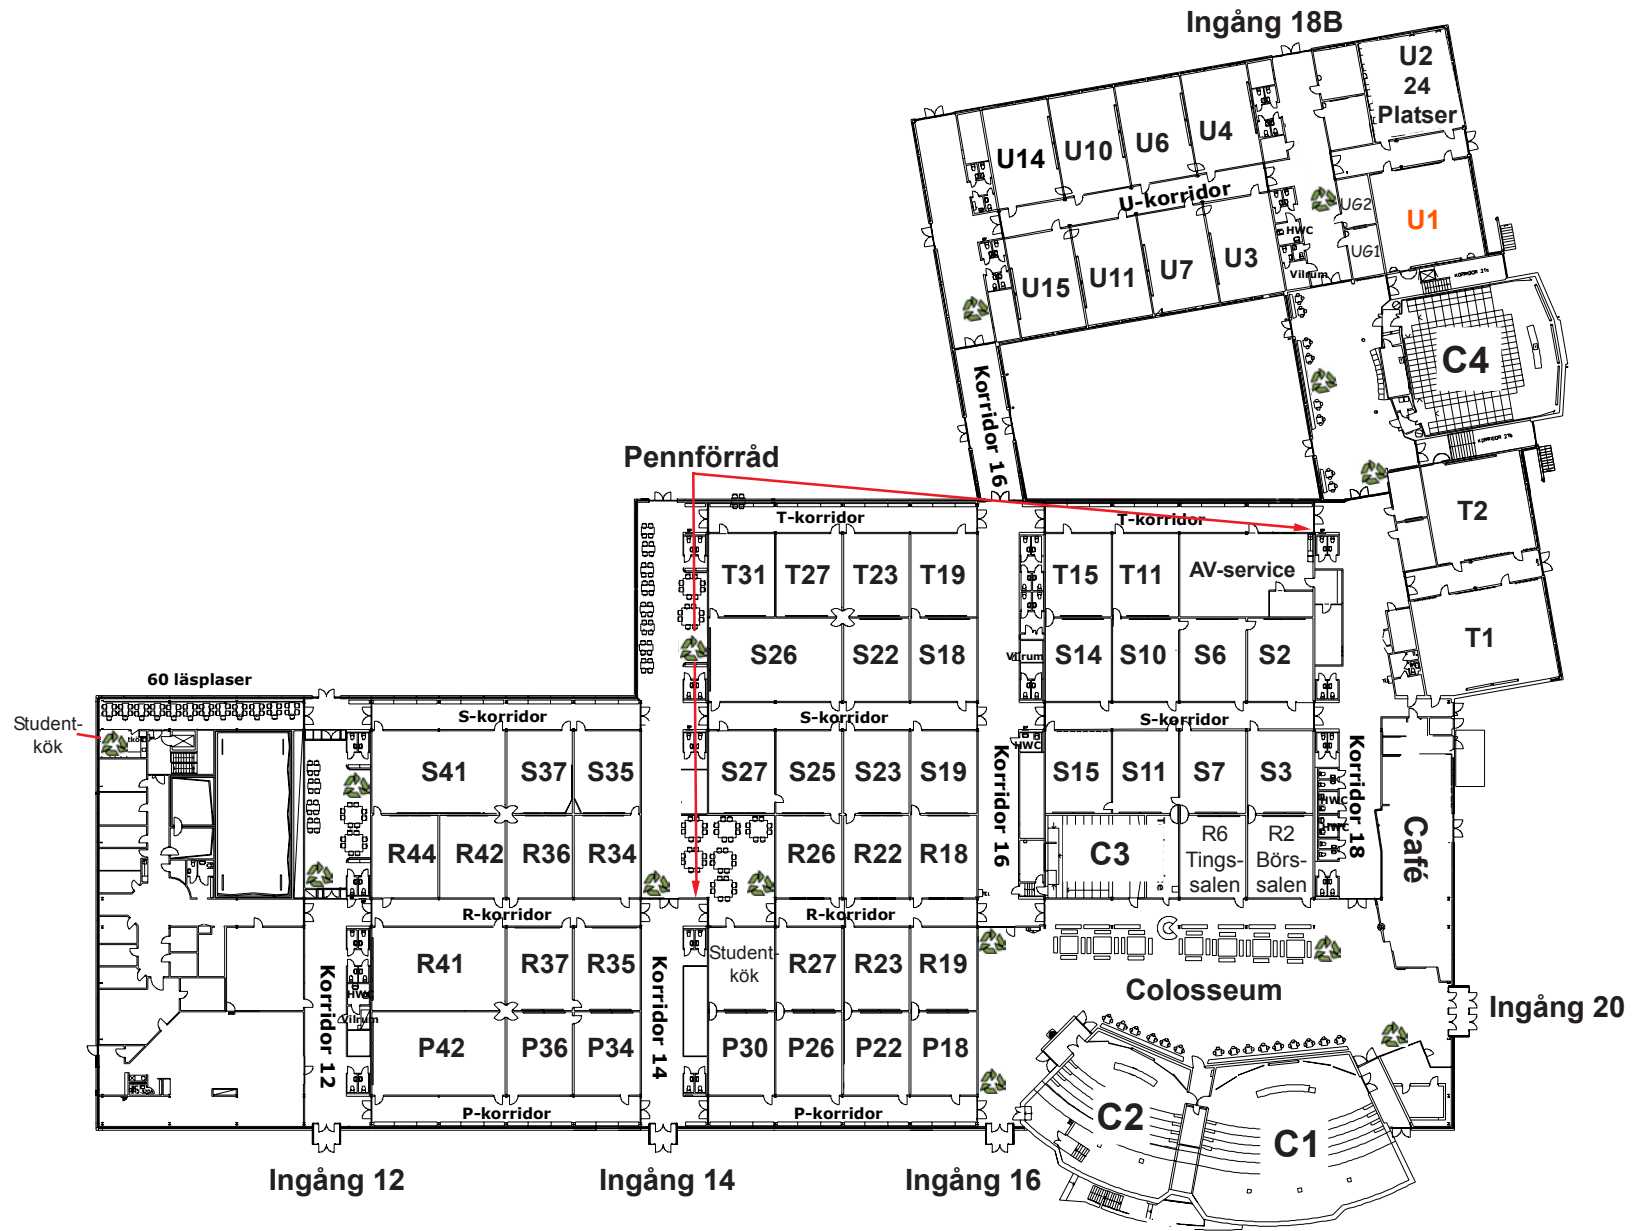 Ingång 18B
U2
24
Platser
U14
U10
U6
U4
U-korridor
UG2
U1
UG1
HWC
Vilrum
U15
U11
U7
U3
KORRIDOR 27c
C4
KORRIDOR 27b
Korridor 16
Pennförråd
T-korridor
T-korridor
T2
T31
T27
T23
T19
T15
T11
AV-service
T1
S26
S22
S18
Vilrum
S14
S10
S6
S2
60 läsplaser
Student-
kök
S-korridor
S-korridor
S-korridor
HWC
S41
S37
S35
S27
S25
S23
S19
S15
S11
S7
S3
Korridor 16
Korridor 18
HWC
HWC
Café
R44
R42
R36
R34
R26
R22
R18
C3
R6
Tings-
salen
R2
Börs-
salen
R-korridor
R-korridor
R41
R37
R35
Student-
kök
R27
R23
R19
Colosseum
Ingång 20
Korridor 12
HWC
Vilrum
Korridor 14
P42
P36
P34
P30
P26
P22
P18
P-korridor
P-korridor
C2
C1
Ingång 12
Ingång 14
Ingång 16